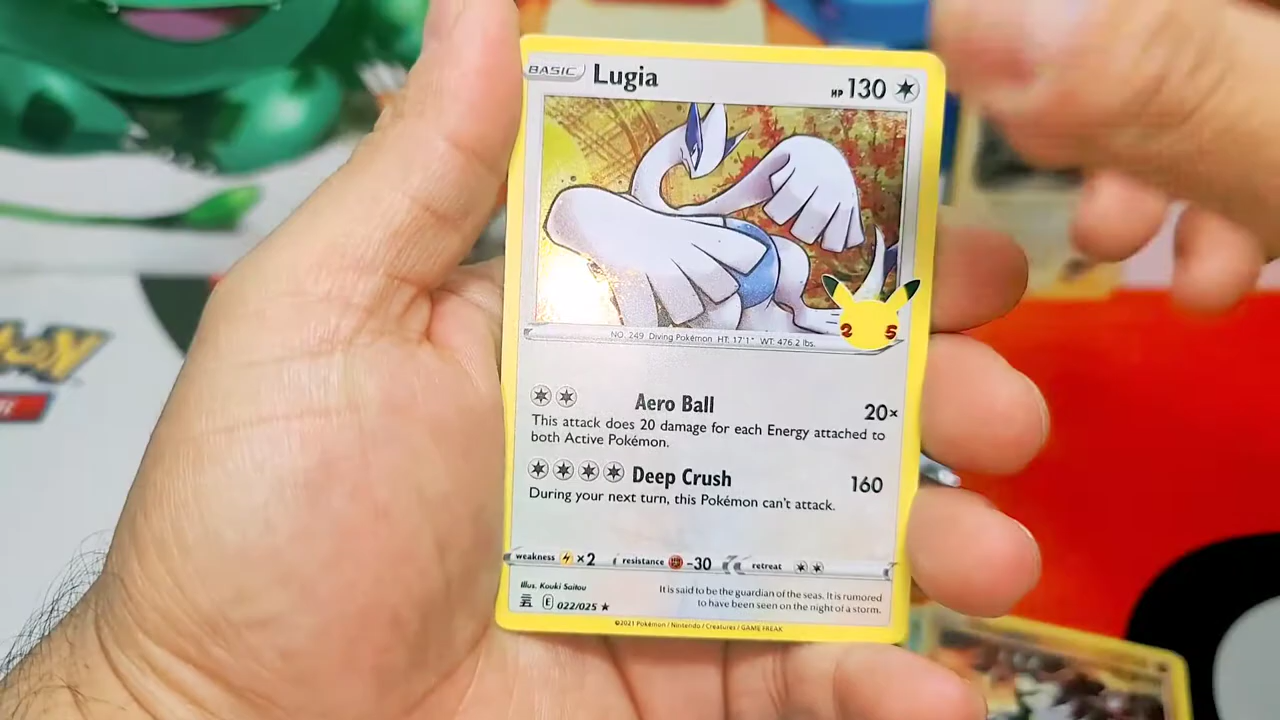 BASIC Lugia HP 130
25
NO. 249 Diving Pokémon HT: 17'1" WT: 476.2 lbs.
Aero Ball 20×
This attack does 20 damage for each Energy attached to
both Active Pokémon.
Deep Crush 160
During your next turn, this Pokémon can't attack.
weakness ×2 resistance -30 retreat
Illus. Kouki Saitou
E 022/025 ★
It is said to be the guardian of the seas. It is rumored
to have been seen on the night of a storm.
©2021 Pokémon / Nintendo / Creatures / GAME FREAK